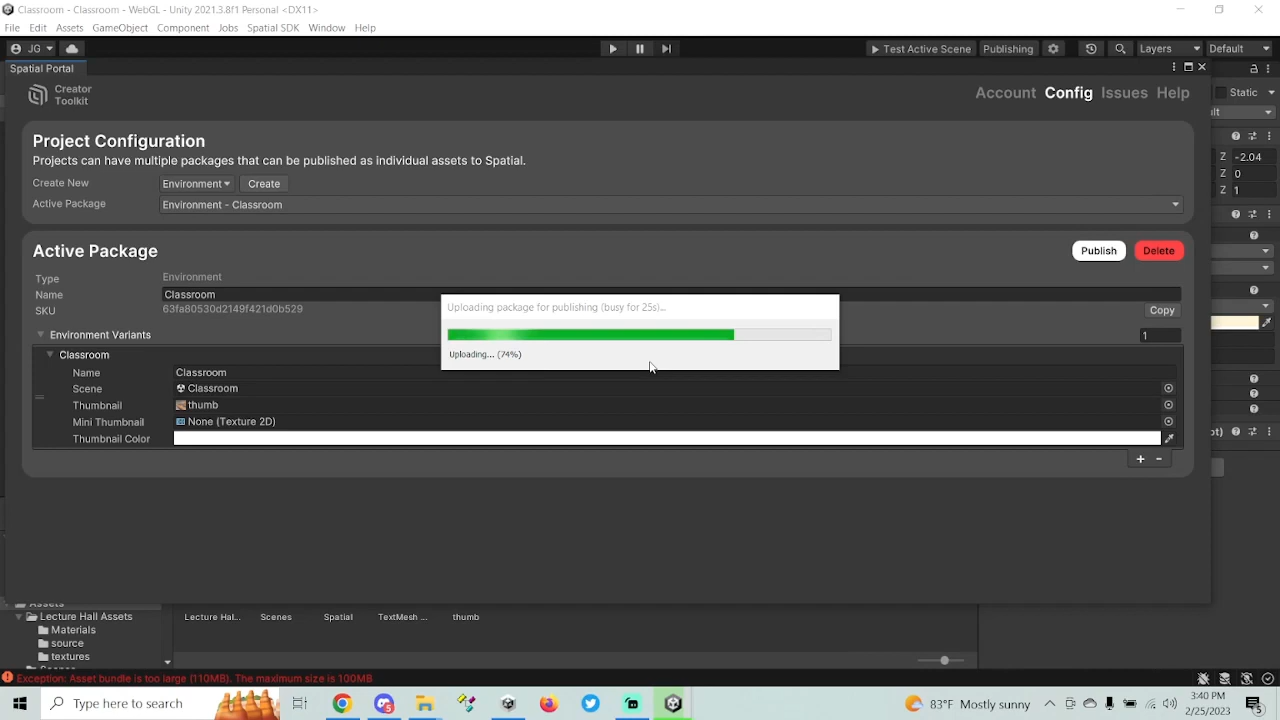 Classroom - Classroom - WebGL - Unity 2021.3.8f1 Personal <DX11>
File Edit Assets GameObject Component Jobs Spatial SDK Window Help
JG Test Active Scene Publishing Layers Default
Spatial Portal
Creator
Toolkit
Account Config Issues Help
Static
Project Configuration
Projects can have multiple packages that can be published as individual assets to Spatial.
Create New Environment Create
Active Package Environment - Classroom
Z -2.04
Z 0
Z 1
Active Package Publish Delete
Type Environment
Name Classroom
SKU 63fa80530d2149f421d0b529 Copy
Environment Variants 1
Classroom
Name Classroom
Scene Classroom
Thumbnail thumb
Mini Thumbnail None (Texture 2D)
Thumbnail Color
+ -
Uploading package for publishing (busy for 25s)...
Uploading... (74%)
Assets
Lecture Hall Assets
Materials
source
textures
Lecture Hal... Scenes Spatial TextMesh ... thumb
Exception: Asset bundle is too large (110MB). The maximum size is 100MB
Type here to search
83°F Mostly sunny
3:40 PM
2/25/2023
5